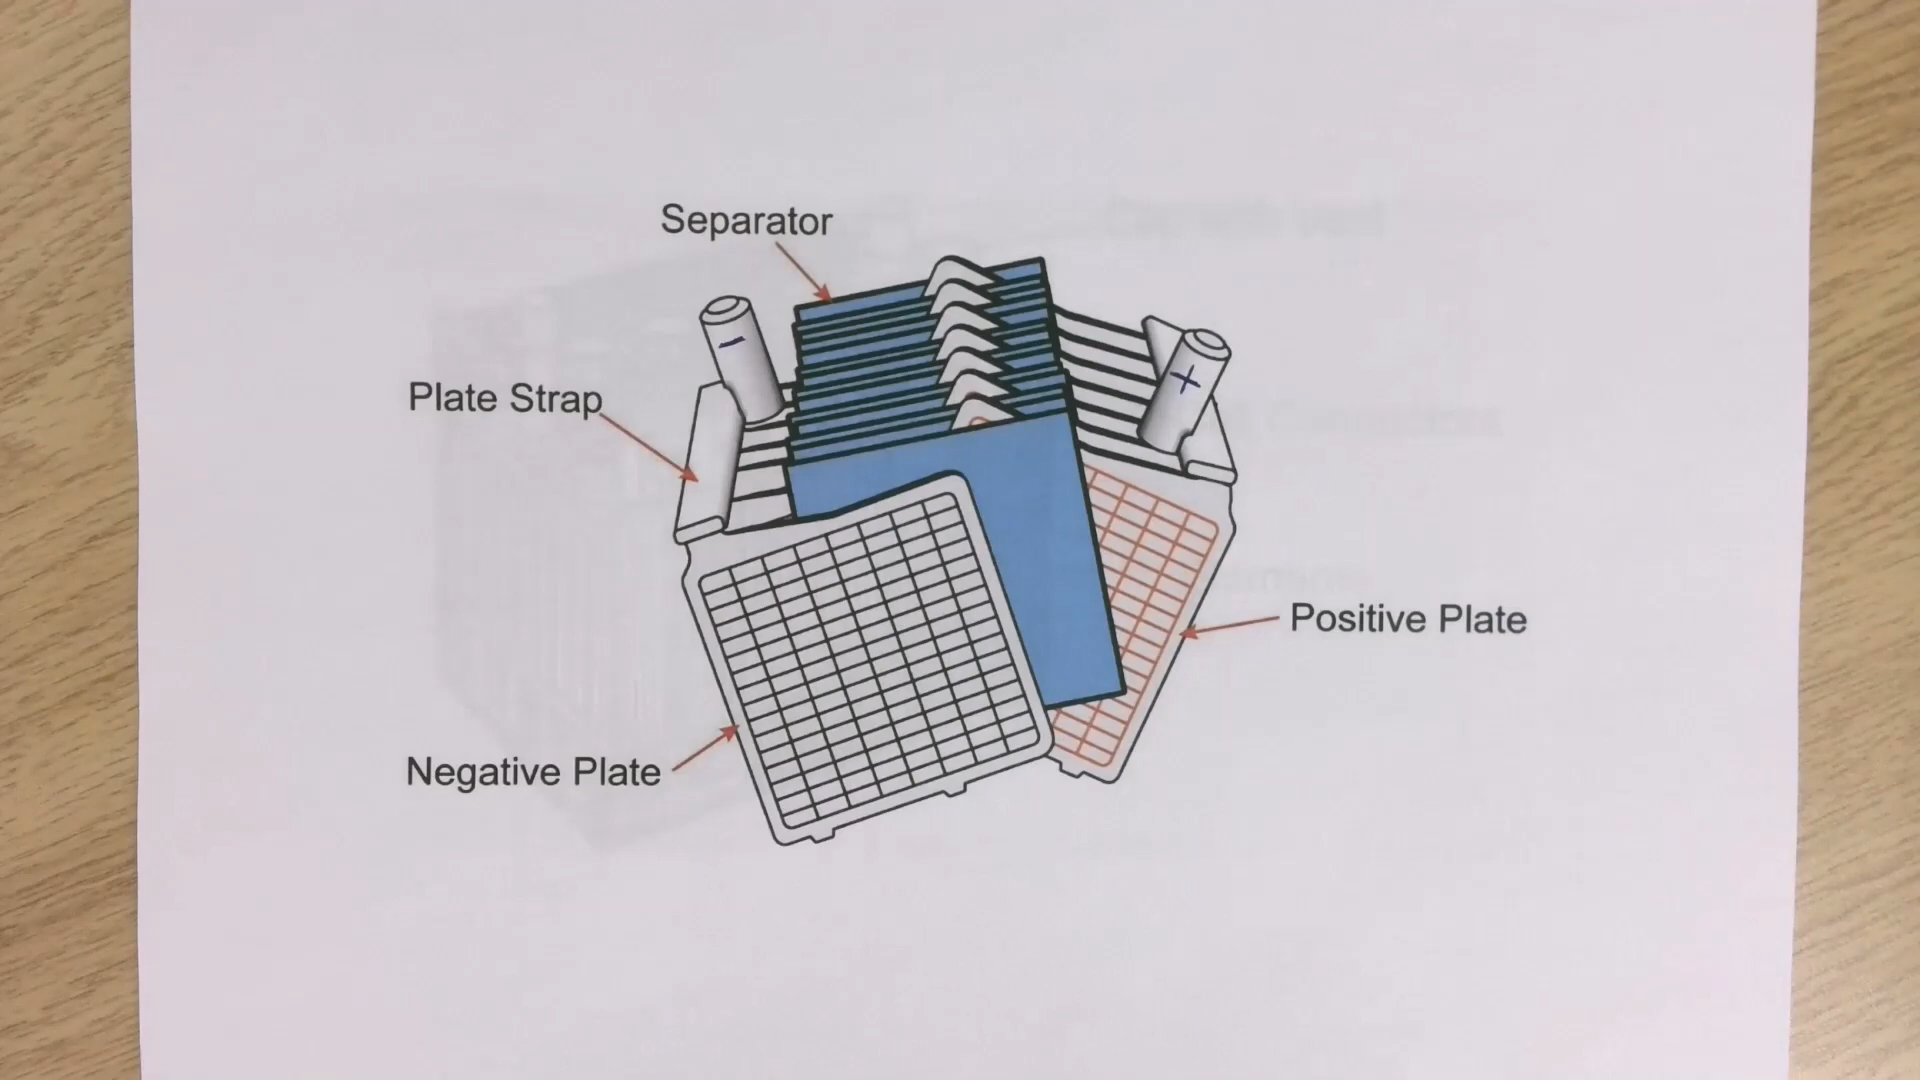 Separator
−
+
Plate Strap
Positive Plate
Negative Plate